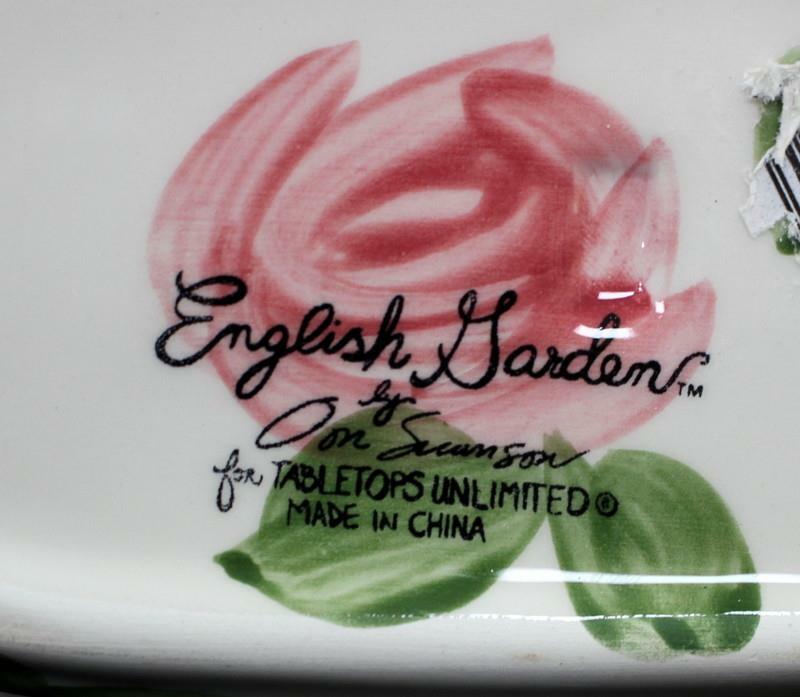 English Garden™
by
Jon Swanson
for TABLETOPS UNLIMITED®
MADE IN CHINA